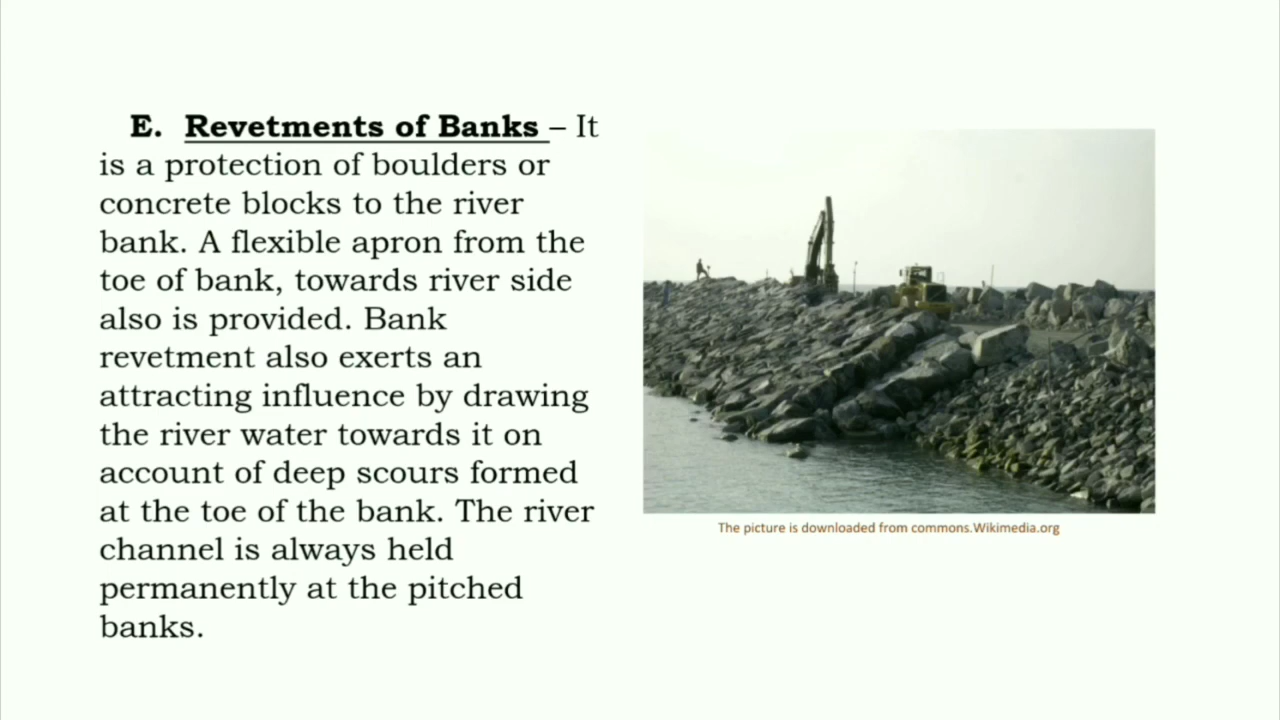 E. Revetments of Banks – It
is a protection of boulders or
concrete blocks to the river
bank. A flexible apron from the
toe of bank, towards river side
also is provided. Bank
revetment also exerts an
attracting influence by drawing
the river water towards it on
account of deep scours formed
at the toe of the bank. The river
channel is always held
permanently at the pitched
banks.
The picture is downloaded from commons.Wikimedia.org